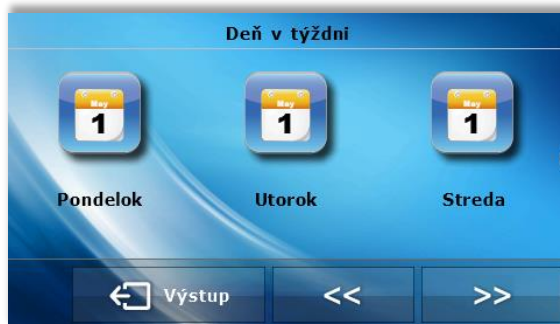 Deň v týždni
May May May
1 1 1
Pondelok Utorok Streda
Výstup << >>